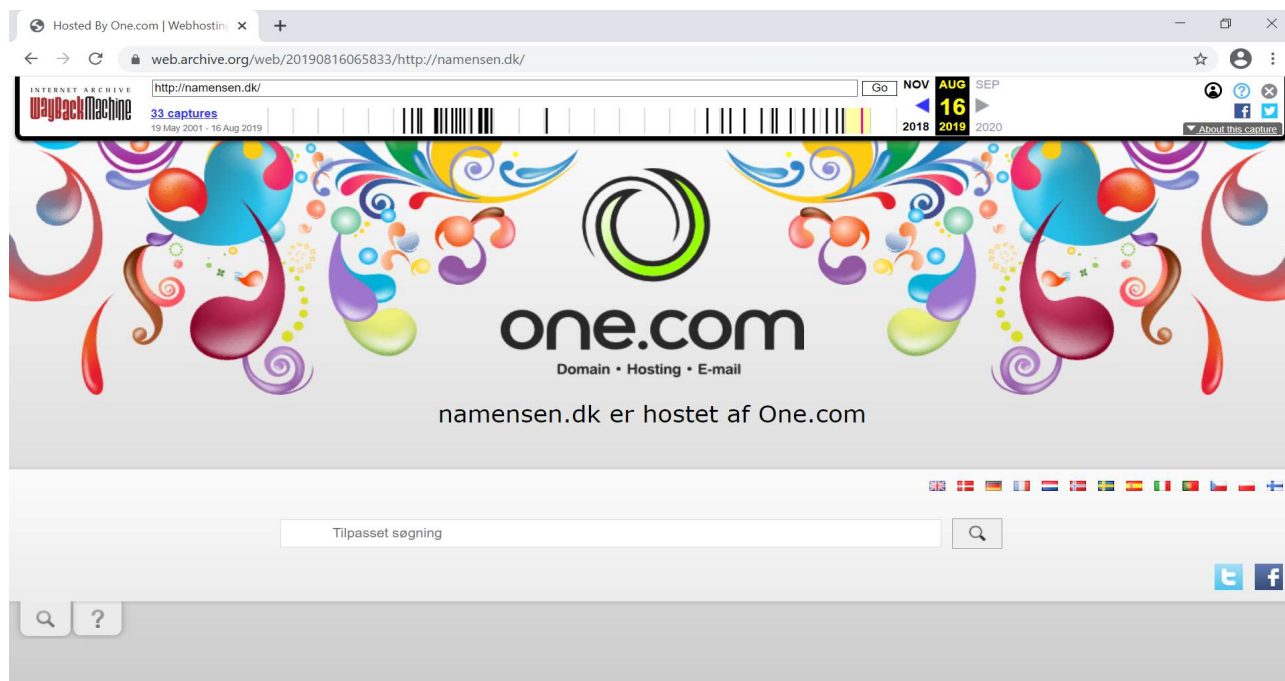 Hosted By One.com | Webhostin
web.archive.org/web/20190816065833/http://namensen.dk/
INTERNET ARCHIVE
WayBackMachine
http://namensen.dk/
Go
NOV AUG SEP
33 captures
16
19 May 2001 - 16 Aug 2019
2018 2019 2020
About this capture
one.com
Domain • Hosting • E-mail
namensen.dk er hostet af One.com
Tilpasset søgning